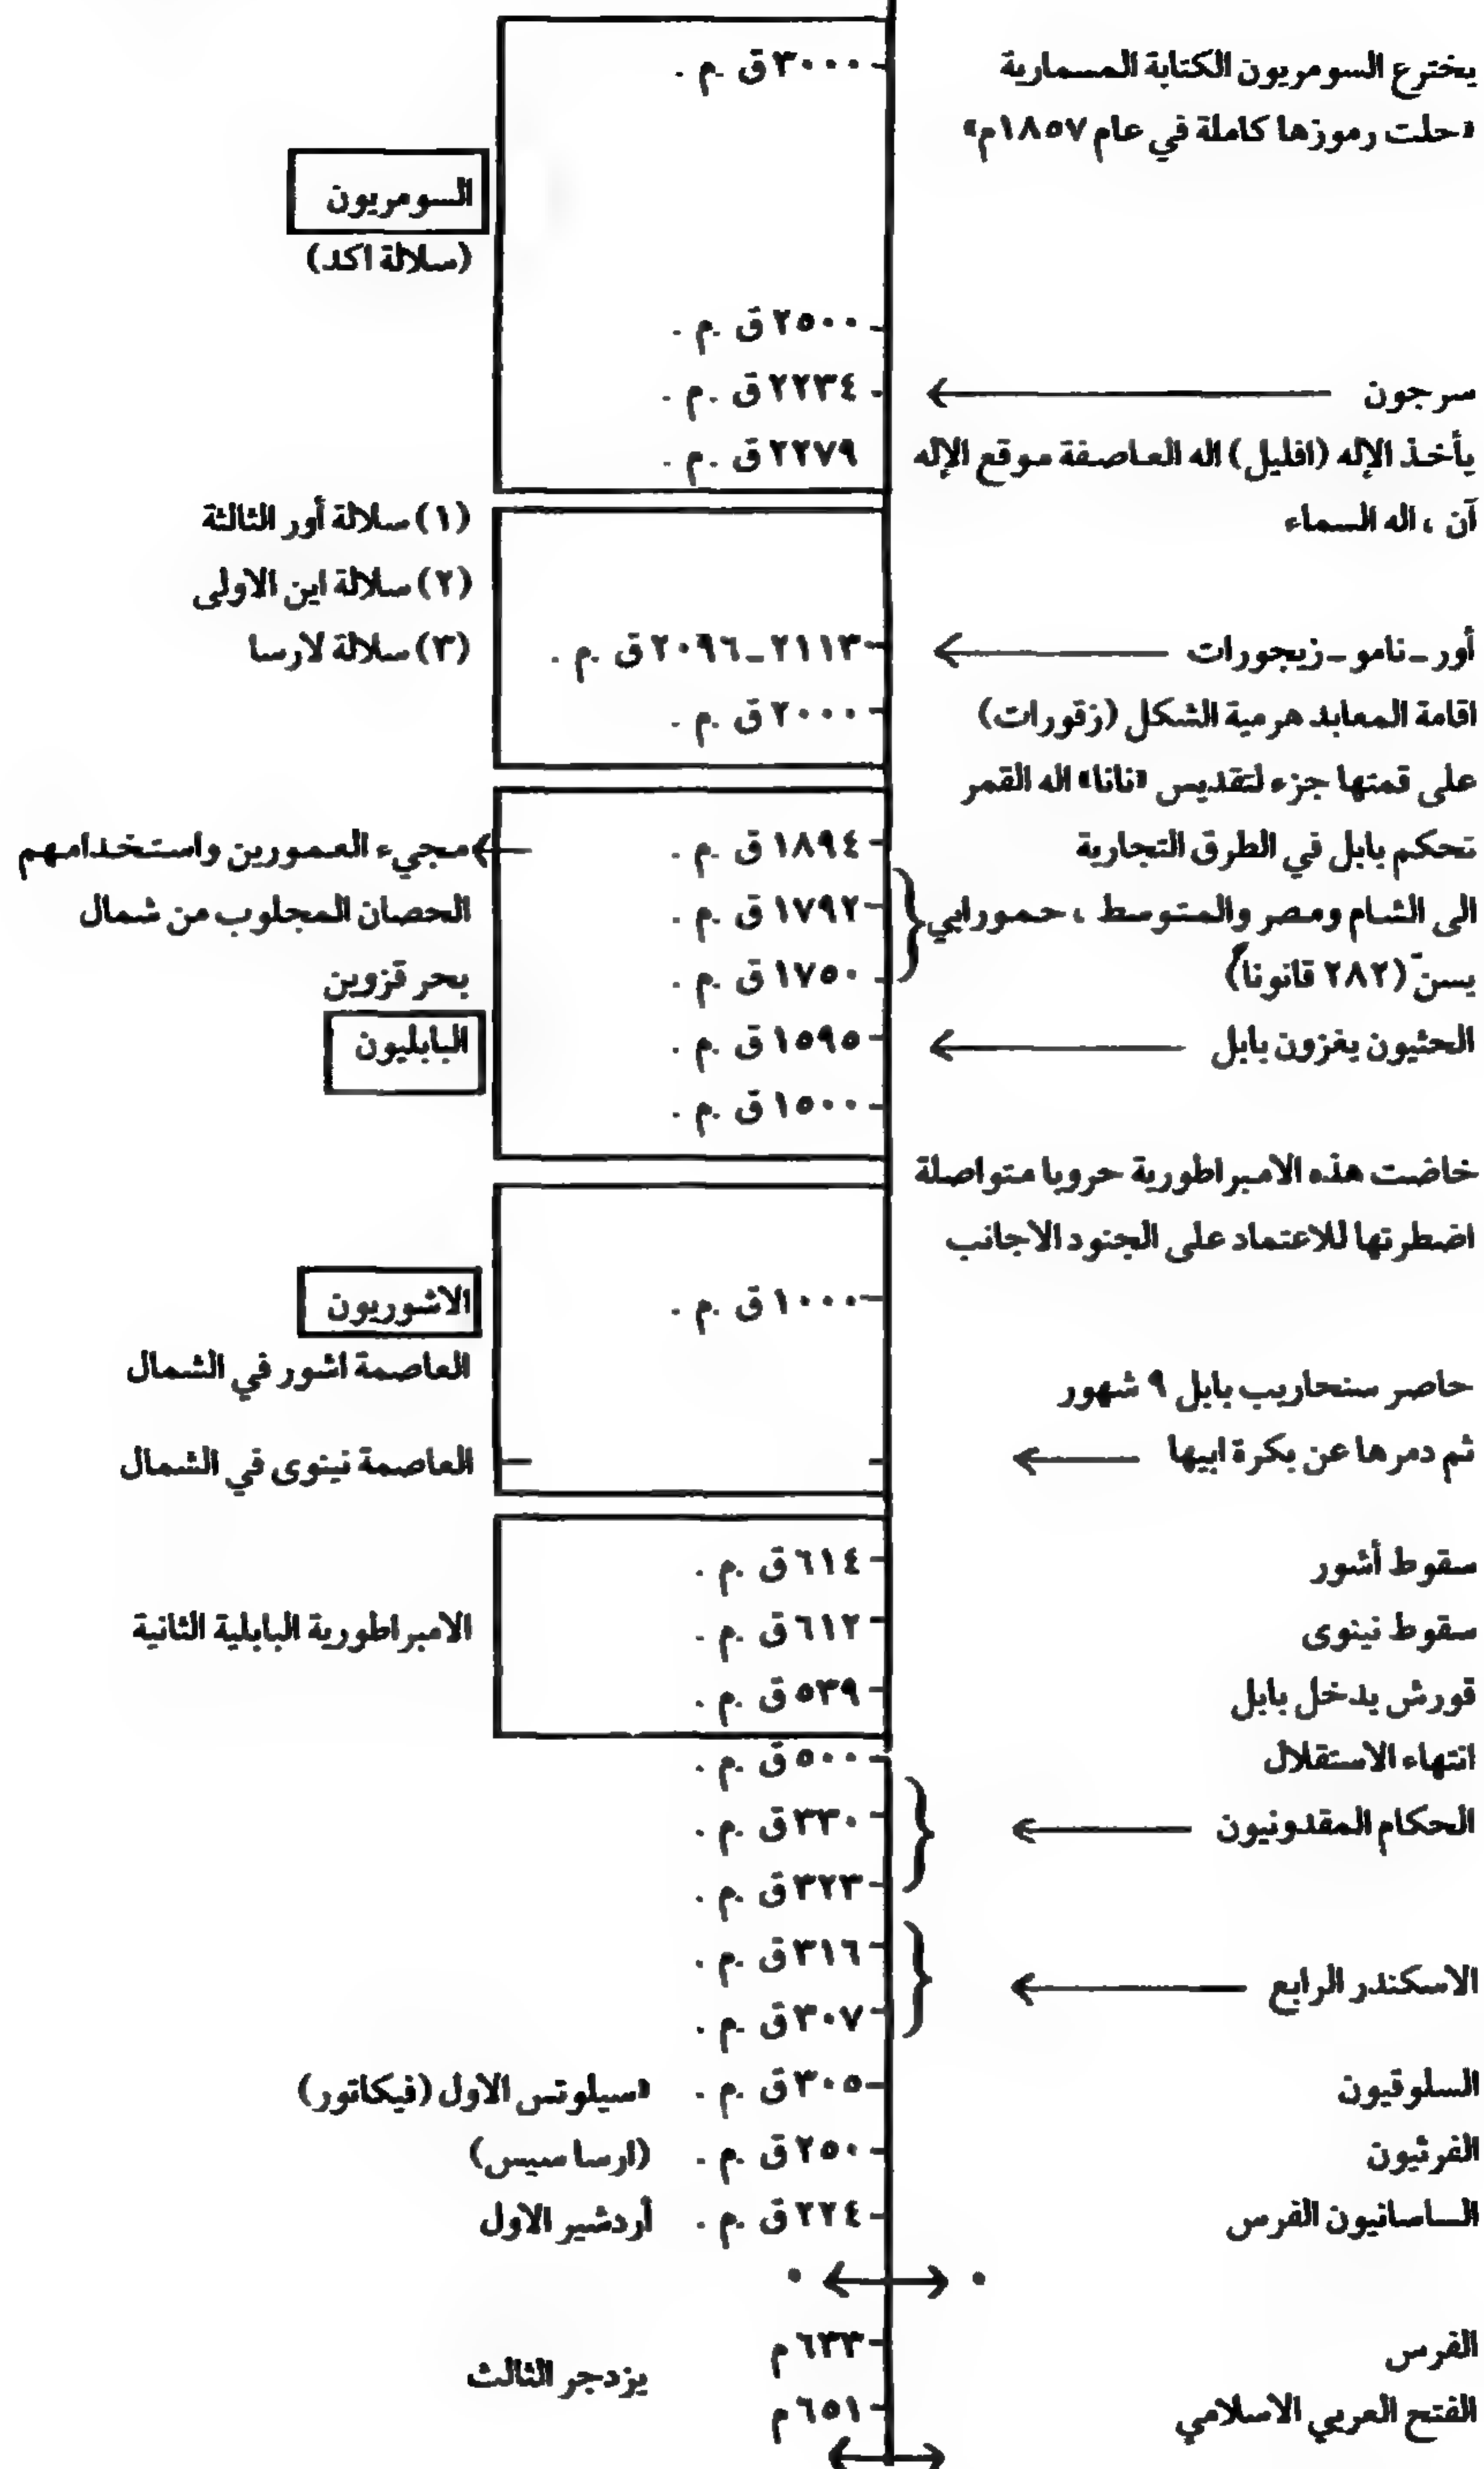 يخترع السومريون الكتابة المسمارية
٣٠٠٠ ق .م .
«حلت رموزها كاملة في عام ١٨٥٧م»
السومريون
(سلالة اكد)
٢٥٠٠ ق .م .
سرجون
٢٢٣٤ ق .م .
يأخذ الإله (افليل) اله العاصفة موقع الإله
٢٢٧٩ ق .م .
آن ، اله السماء
(١) سلالة أور الثالثة
(٢) سلالة اين الاولى
أور ـ نامو ـ زيجورات
٢١١٣ ـ ٢٠٩٦ ق .م .
(٣) سلالة لارسا
اقامة المعابد هرمية الشكل (زقورات)
٢٠٠٠ ق .م .
على قمتها جزء لتقديس «نانا» اله القمر
تحكم بابل في الطرق التجارية
١٨٩٤ ق .م .
مجيء العمورين واستخدامهم
الى الشام ومصر والمتوسط ، حمورابي
١٧٩٢ ق .م .
الحصان المجلوب من شمال
يسنّ (٢٨٢ قانوناً)
١٧٥٠ ق .م .
بحر قزوين
الحثيون يغزون بابل
١٥٩٥ ق .م .
البابليون
١٥٠٠ ق .م .
خاضت هذه الامبراطورية حروبا متواصلة
اضطرتها للاعتماد على الجنود الاجانب
١٠٠٠ ق .م .
الاشوريون
العاصمة اشور في الشمال
حاصر سنحاريب بابل ٩ شهور
ثم دمرها عن بكرة ابيها
العاصمة نينوى في الشمال
سقوط أشور
٦١٤ ق .م .
سقوط نينوى
٦١٢ ق .م .
الامبراطورية البابلية الثانية
قورش يدخل بابل
٥٣٩ ق .م .
انتهاء الاستقلال
٥٠٠ ق .م .
الحكام المقدونيون
٣٣٠ ق .م .
٣٢٣ ق .م .
٣١٦ ق .م .
الاسكندر الرابع
٣٠٧ ق .م .
السلوقيون
٣٠٥ ق .م .
«سيلوتس الاول (فيكاتور)
الفرثيون
٢٥٠ ق .م .
(ارسا سيس)
الساسانيون الفرس
٢٢٤ ق .م .
أردشير الاول
الفرس
٦٣٣ م
يزدجر الثالث
الفتح العربي الاسلامي
٦٥١ م